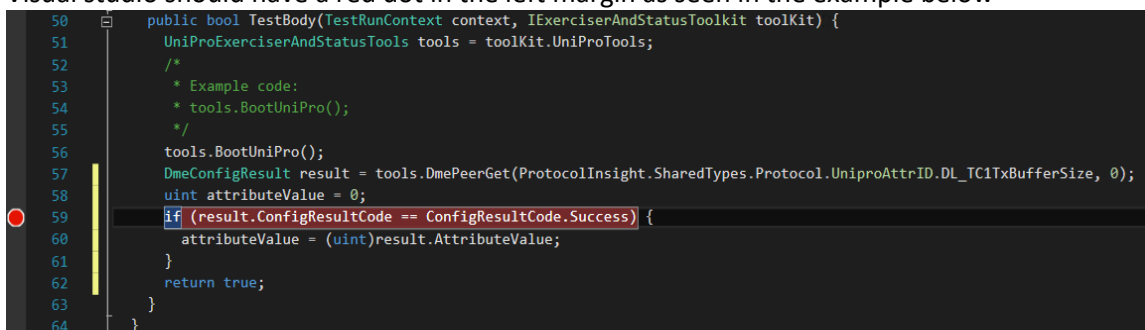 Visual studio should have a red dot in the left margin as seen in the example below
50 public bool TestBody(TestRunContext context, IExerciserAndStatusToolkit toolKit) {
51 UniProExerciserAndStatusTools tools = toolKit.UniProTools;
52 /*
53 * Example code:
54 * tools.BootUniPro();
55 */
56 tools.BootUniPro();
57 DmeConfigResult result = tools.DmePeerGet(ProtocolInsight.SharedTypes.Protocol.UniproAttrID.DL_TC1TxBufferSize, 0);
58 uint attributeValue = 0;
59 if (result.ConfigResultCode == ConfigResultCode.Success) {
60 attributeValue = (uint)result.AttributeValue;
61 }
62 return true;
63 }
64 }